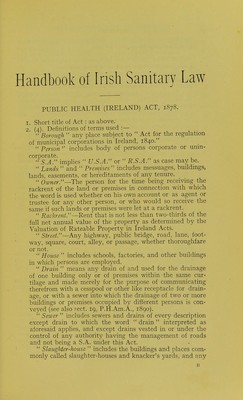 Handbook of Irish Sanitary Law
PUBLIC HEALTH (IRELAND) ACT, 1878.
1. Short title of Act : as above.
2. (4). Definitions of terms used :—
" Borough " any place subject to " Act for the regulation
of municipal corporations in Ireland, 1840."
" Person " includes body of persons corporate or unin-
corporate.
" S.A." implies " U.S.A." or " R.S.A." as case may be.
" Lands " and " Premises " includes messuages, buildings,
lands, easements, or hereditaments of any tenure.
" Owner."—The person for the time being receiving the
rackrent of the land or premises in connection with which
the word is used whether on his own account or as agent or
trustee for any other person, or who would so receive the
same if such lands or premises were let at a rackrent.
" Rackrent."—Rent that is not less than two-thirds of the
full net annual value of the property as determined by the
Valuation of Rateable Property in Ireland Acts.
" Street."—Any highway, public bridge, road, lane, foot-
way, square, court, alley, or passage, whether thoroughfare
or not.
" House " includes schools, factories, and other buildings
in which persons are employed.
" Drain " means any drain of and used for the drainage
of one building only or of premises within the same cur-
tilage and made merely for the purpose of communicating
therefrom with a cesspool or other like receptacle for drain-
age, or with a sewer into which the drainage of two or more
buildings or premises occupied by different persons is con-
veyed (see also sect. 19, P.H.Am.A., 1890).
" Sewer " includes sewers and drains of every description
except drain to which the word " drain " interpreted as
aforesaid applies, and except drains vested in or under the
control of any authority having the management of roads
and not being a S.A. under this Act.
" Slaughter-house " includes the buildings and places com-
monly called slaughter-houses and knacker's yards, and any